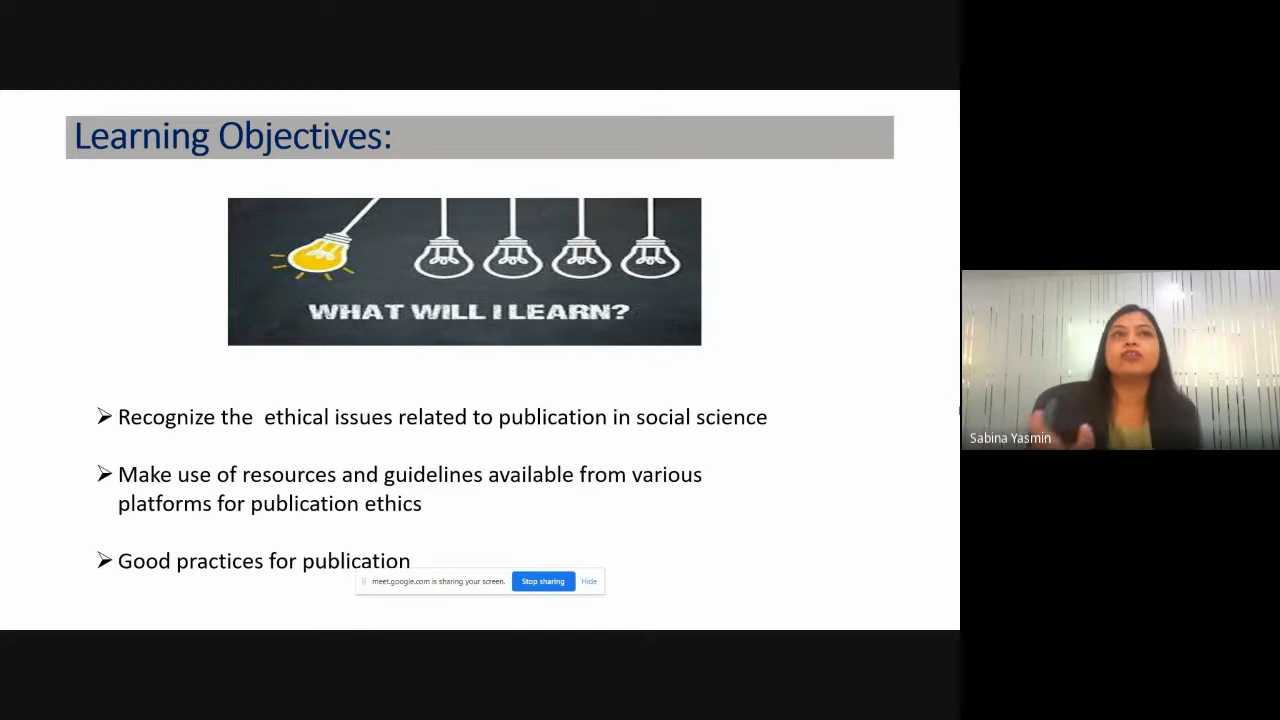 Learning Objectives:
WHAT WILL I LEARN?
➢ Recognize the ethical issues related to publication in social science
➢ Make use of resources and guidelines available from various
platforms for publication ethics
➢ Good practices for publication
meet.google.com is sharing your screen. Stop sharing Hide
Sabina Yasmin